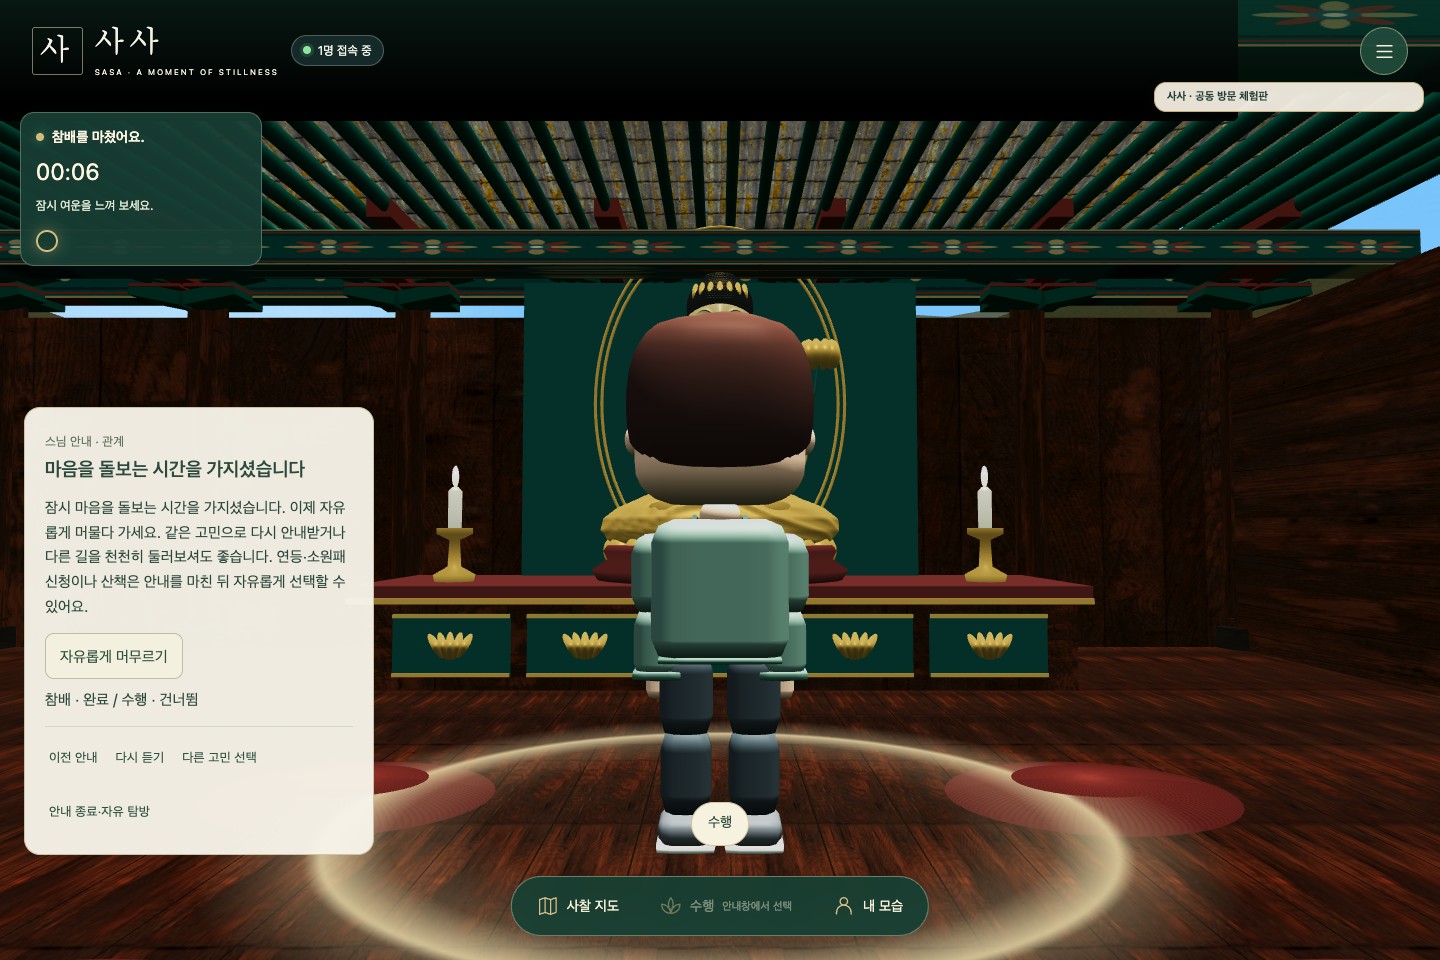 사
사사
SASA · A MOMENT OF STILLNESS
1명 접속 중
사사 · 공동 방문 체험판
참배를 마쳤어요.
00:06
잠시 여운을 느껴 보세요.
스님 안내 · 관계
마음을 돌보는 시간을 가지셨습니다
잠시 마음을 돌보는 시간을 가지셨습니다. 이제 자유
롭게 머물다 가세요. 같은 고민으로 다시 안내받거나
다른 길을 천천히 둘러보셔도 좋습니다. 연등·소원패
신청이나 산책은 안내를 마친 뒤 자유롭게 선택할 수
있어요.
자유롭게 머무르기
참배 · 완료 / 수행 · 건너뜀
이전 안내 다시 듣기 다른 고민 선택
안내 종료·자유 탐방
수행
사찰 지도 수행 안내창에서 선택 내 모습